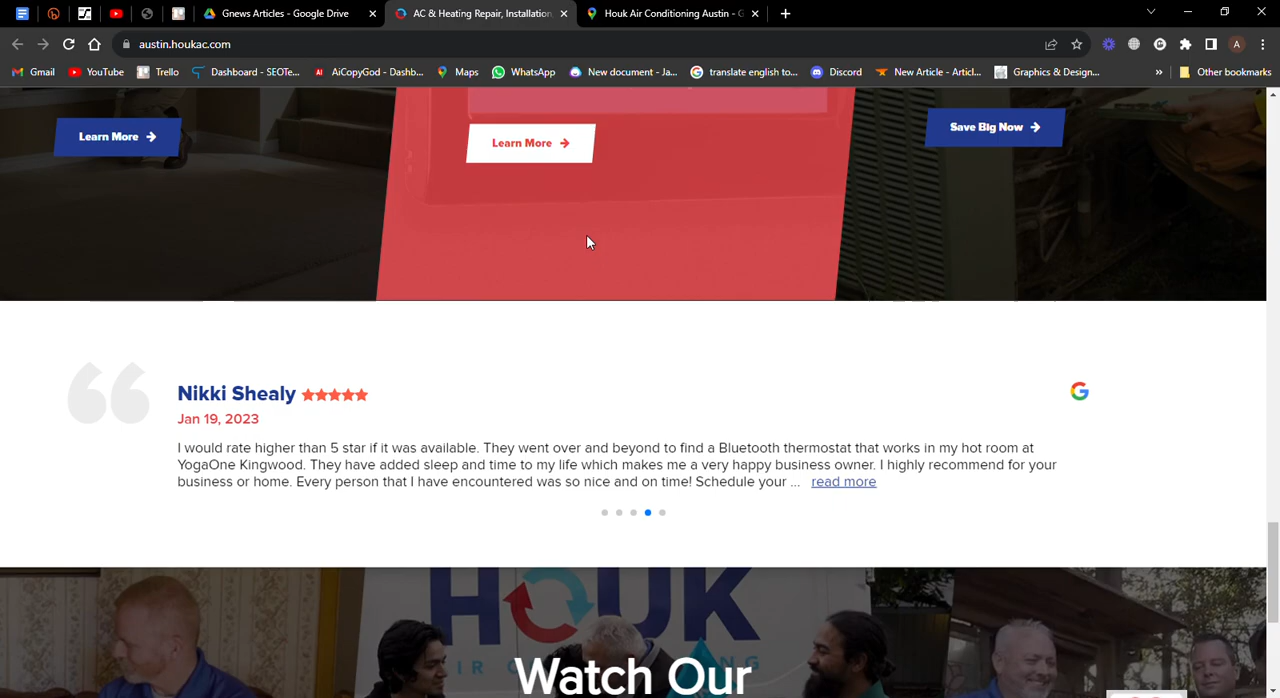 Gnews Articles - Google Drive
AC & Heating Repair, Installation,
Houk Air Conditioning Austin - G
austin.houkac.com
A
Gmail
YouTube
Trello
Dashboard - SEOTe...
AI
AiCopyGod - Dashb...
Maps
WhatsApp
New document - Ja...
translate english to...
Discord
New Article - Articl...
Graphics & Design...
»
Other bookmarks
Learn More →
Learn More →
Save Big Now →
Nikki Shealy ★★★★★
Jan 19, 2023
I would rate higher than 5 star if it was available. They went over and beyond to find a Bluetooth thermostat that works in my hot room at
YogaOne Kingwood. They have added sleep and time to my life which makes me a very happy business owner. I highly recommend for your
business or home. Every person that I have encountered was so nice and on time! Schedule your ... read more
HOUK
Watch Our